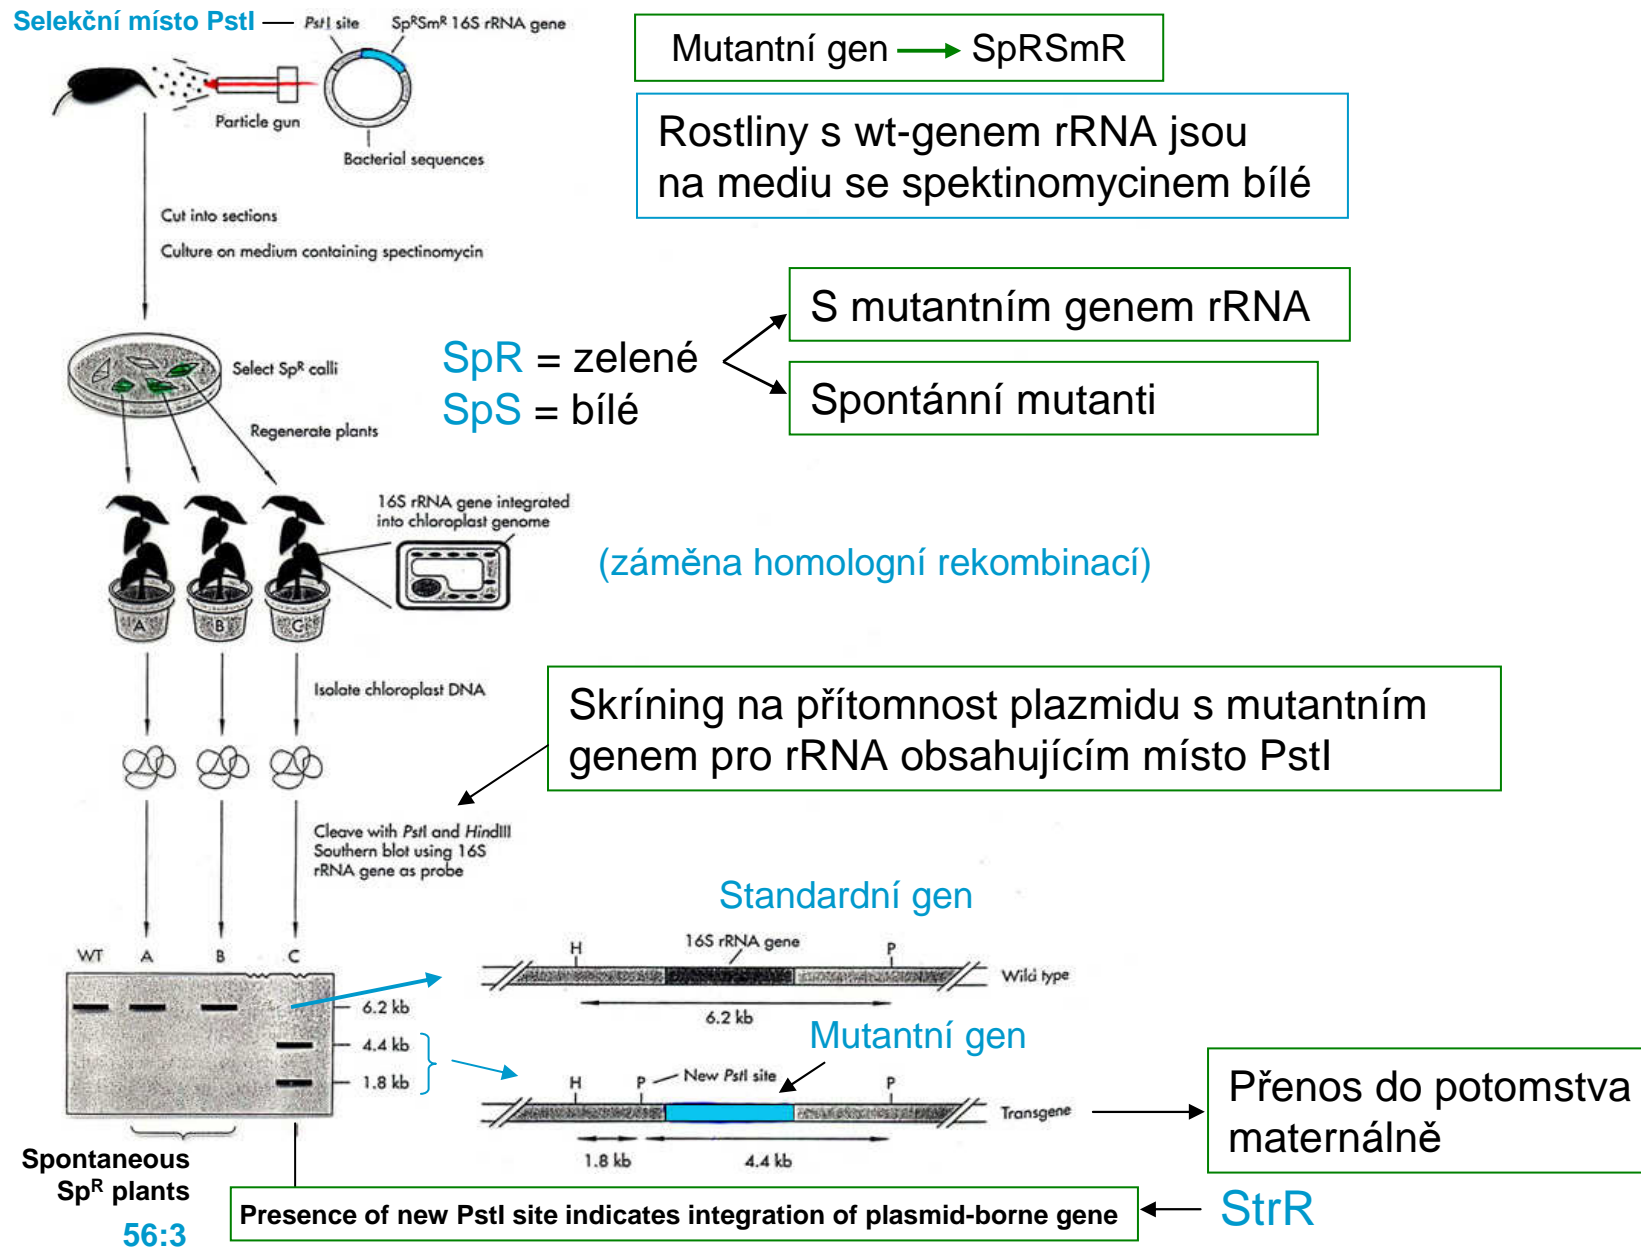 Selekční místo PstI
PstI site
SpRSmR 16S rRNA gene
Mutantní gen
SpRSmR
Particle gun
Bacterial sequences
Rostliny s wt-genem rRNA jsou
na mediu se spektinomycinem bílé
Cut into sections
Culture on medium containing spectinomycin
S mutantním genem rRNA
Select SpR calli
SpR = zelené
SpS = bílé
Spontánní mutanti
Regenerate plants
16S rRNA gene integrated
into chloroplast genome
(záměna homologní rekombinací)
A
B
C
Isolate chloroplast DNA
Skríning na přítomnost plazmidu s mutantním
genem pro rRNA obsahujícím místo PstI
Cleave with PstI and HindIII
Southern blot using 16S
rRNA gene as probe
Standardní gen
WT
A
B
C
H
16S rRNA gene
P
Wild type
6.2 kb
6.2 kb
4.4 kb
1.8 kb
Mutantní gen
H
P
New PstI site
P
Transgene
1.8 kb
4.4 kb
Přenos do potomstva
maternálně
Spontaneous
SpR plants
56:3
Presence of new PstI site indicates integration of plasmid-borne gene
StrR